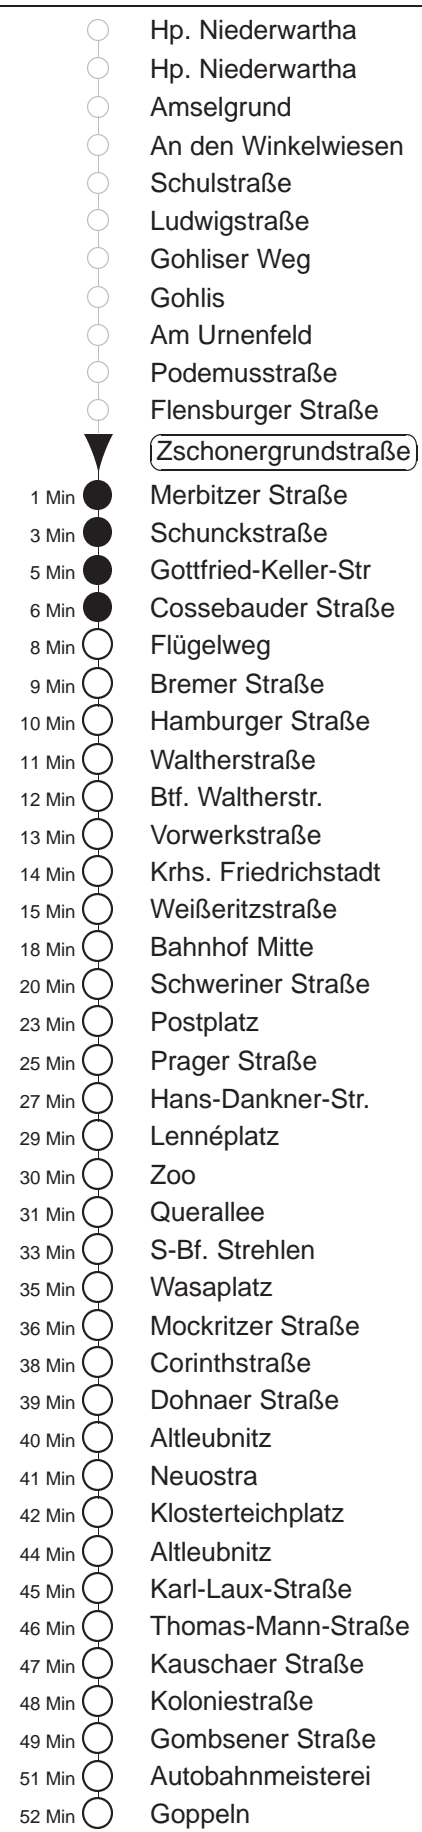 Hp. Niederwartha
Hp. Niederwartha
Amselgrund
An den Winkelwiesen
Schulstraße
Ludwigstraße
Gohliser Weg
Gohlis
Am Urnenfeld
Podemusstraße
Flensburger Straße
Zschonergrundstraße
1 Min Merbitzer Straße
3 Min Schunckstraße
5 Min Gottfried-Keller-Str
6 Min Cossebauder Straße
8 Min Flügelweg
9 Min Bremer Straße
10 Min Hamburger Straße
11 Min Waltherstraße
12 Min Btf. Waltherstr.
13 Min Vorwerkstraße
14 Min Krhs. Friedrichstadt
15 Min Weißeritzstraße
18 Min Bahnhof Mitte
20 Min Schweriner Straße
23 Min Postplatz
25 Min Prager Straße
27 Min Hans-Dankner-Str.
29 Min Lennéplatz
30 Min Zoo
31 Min Querallee
33 Min S-Bf. Strehlen
35 Min Wasaplatz
36 Min Mockritzer Straße
38 Min Corinthstraße
39 Min Dohnaer Straße
40 Min Altleubnitz
41 Min Neuostra
42 Min Klosterteichplatz
44 Min Altleubnitz
45 Min Karl-Laux-Straße
46 Min Thomas-Mann-Straße
47 Min Kauschaer Straße
48 Min Koloniestraße
49 Min Gombsener Straße
51 Min Autobahnmeisterei
52 Min Goppeln